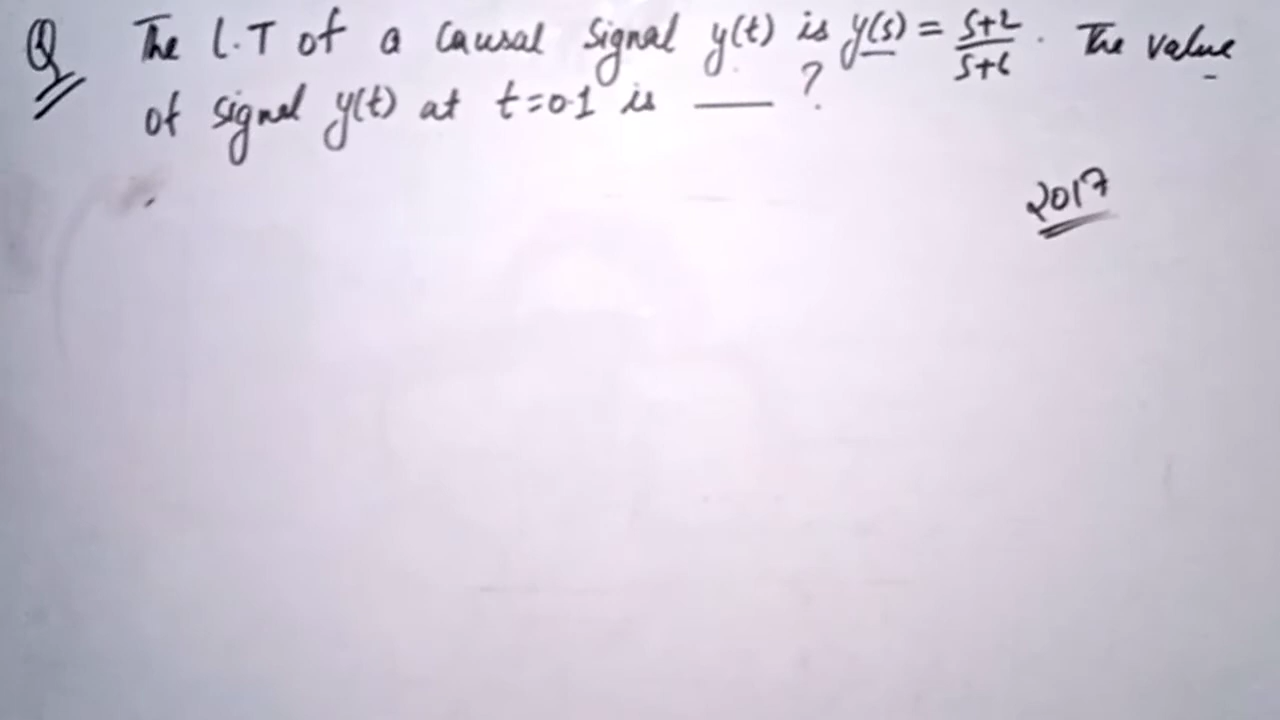 Q The L.T of a causal signal y(t) is y(s) = s+2/s+6. The value
of signal y(t) at t=0.1 is ___ ?
2017